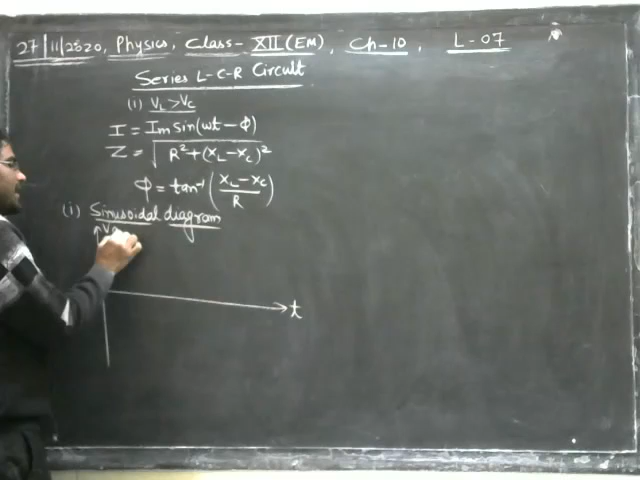 27|11|2020, Physics, Class- XII (EM), Ch-10, L-07
Series L-C-R Circuit
(i) VL>VC
I = Im sin(ωt - Φ)
Z = √R²+(XL-XC)²
Φ = tan⁻¹ (XL-XC / R)
(i) Sinusoidal diagram
V
t